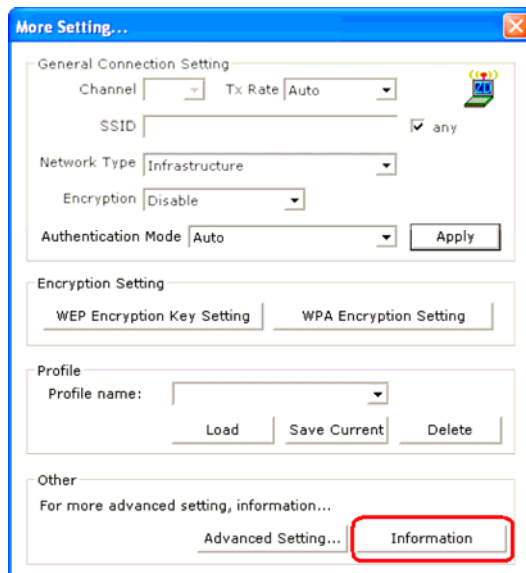 More Setting...
General Connection Setting
Channel Tx Rate Auto
SSID any
Network Type Infrastructure
Encryption Disable
Authentication Mode Auto Apply
Encryption Setting
WEP Encryption Key Setting WPA Encryption Setting
Profile
Profile name:
Load Save Current Delete
Other
For more advanced setting, information...
Advanced Setting... Information
ZD